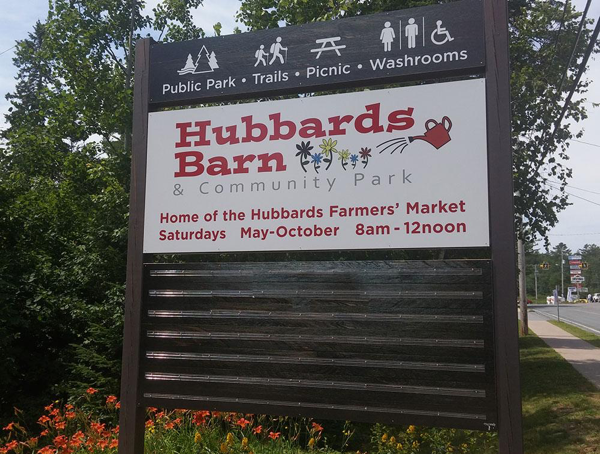 Public Park • Trails • Picnic • Washrooms
Hubbards
Barn
& Community Park
Home of the Hubbards Farmers' Market
Saturdays May-October 8am - 12noon